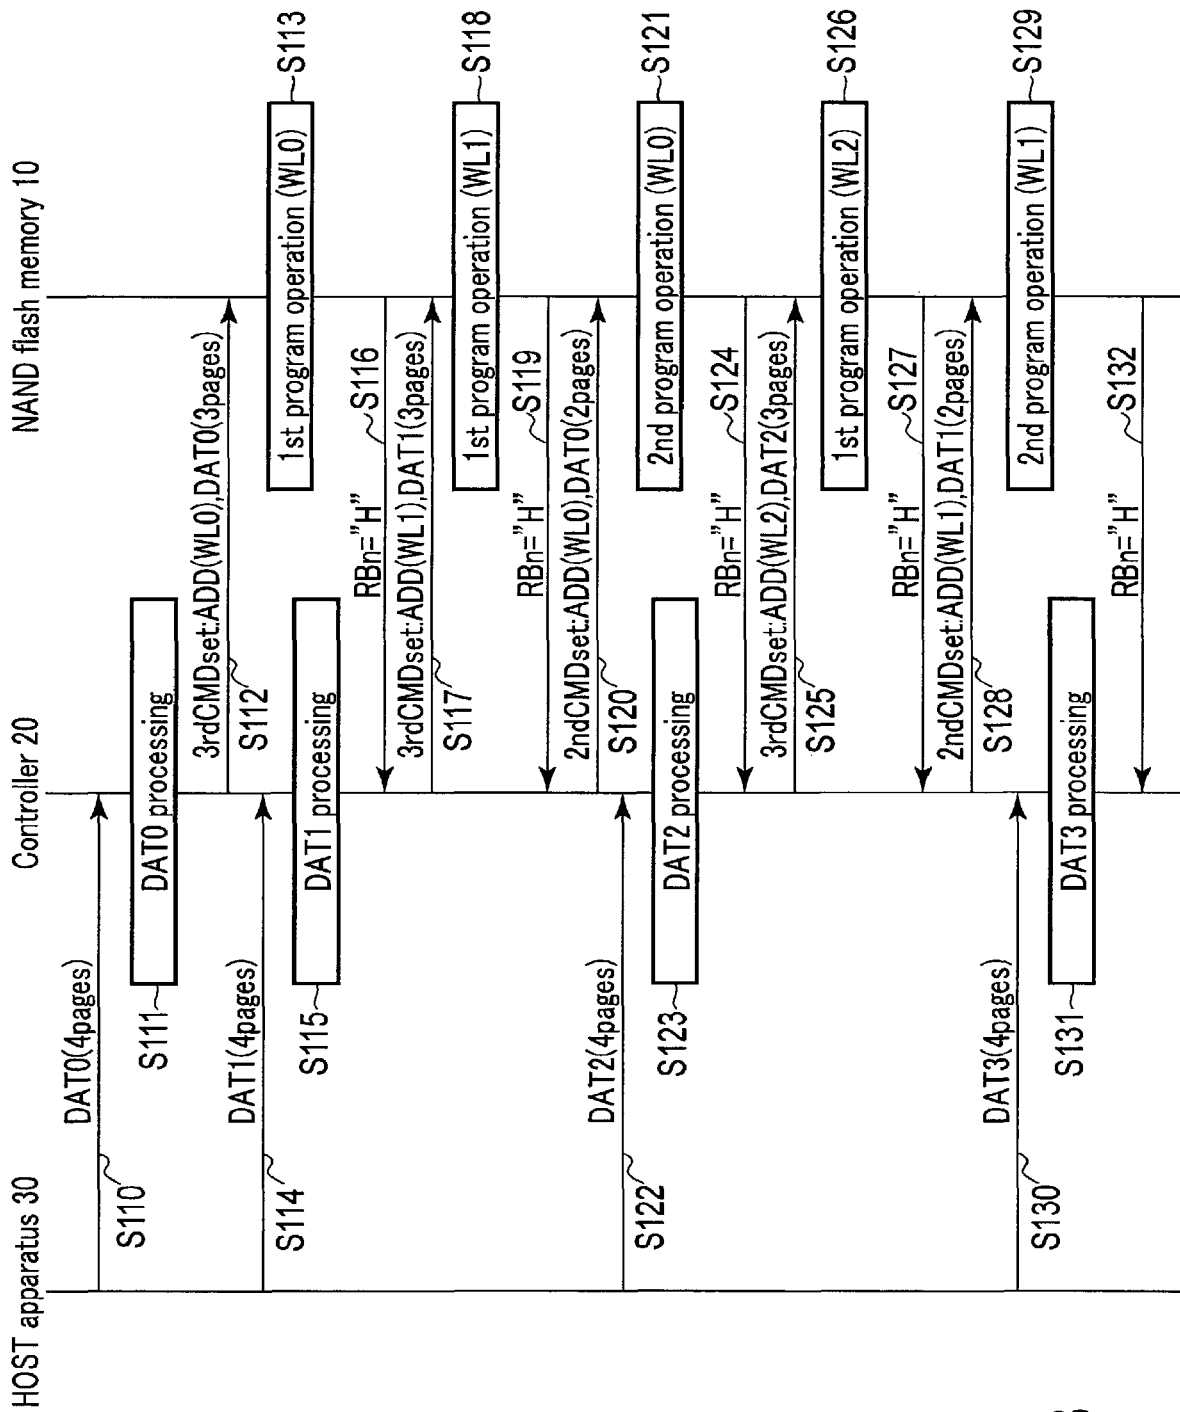 HOST apparatus 30
Controller 20
NAND flash memory 10
DAT0(4pages)
S110
DAT0 processing
S111
3rdCMDset:ADD(WL0),DAT0(3pages)
S112
1st program operation (WL0)
S113
DAT1(4pages)
S114
DAT1 processing
S115
RBn="H"
S116
3rdCMDset:ADD(WL1),DAT1(3pages)
S117
1st program operation (WL1)
S118
RBn="H"
S119
2ndCMDset:ADD(WL0),DAT0(2pages)
S120
2nd program operation (WL0)
S121
DAT2(4pages)
S122
DAT2 processing
S123
RBn="H"
S124
3rdCMDset:ADD(WL2),DAT2(3pages)
S125
1st program operation (WL2)
S126
RBn="H"
S127
2ndCMDset:ADD(WL1),DAT1(2pages)
S128
2nd program operation (WL1)
S129
DAT3(4pages)
S130
DAT3 processing
S131
RBn="H"
S132